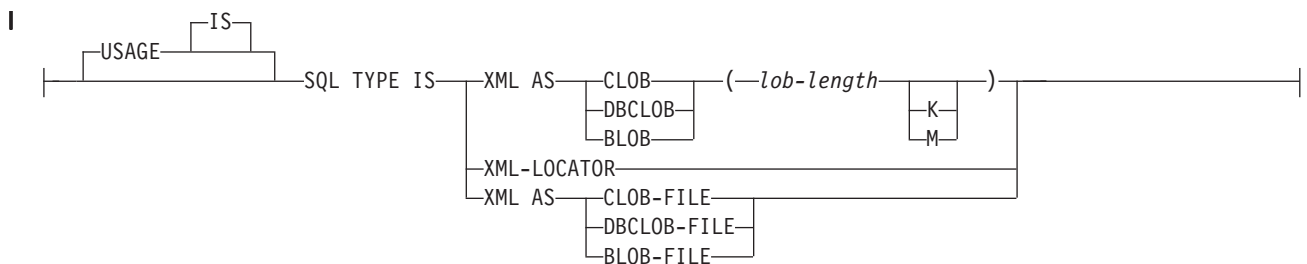 IS
USAGE
SQL TYPE IS XML AS CLOB ( lob-length )
DBCLOB K
BLOB M
XML-LOCATOR
XML AS CLOB-FILE
DBCLOB-FILE
BLOB-FILE